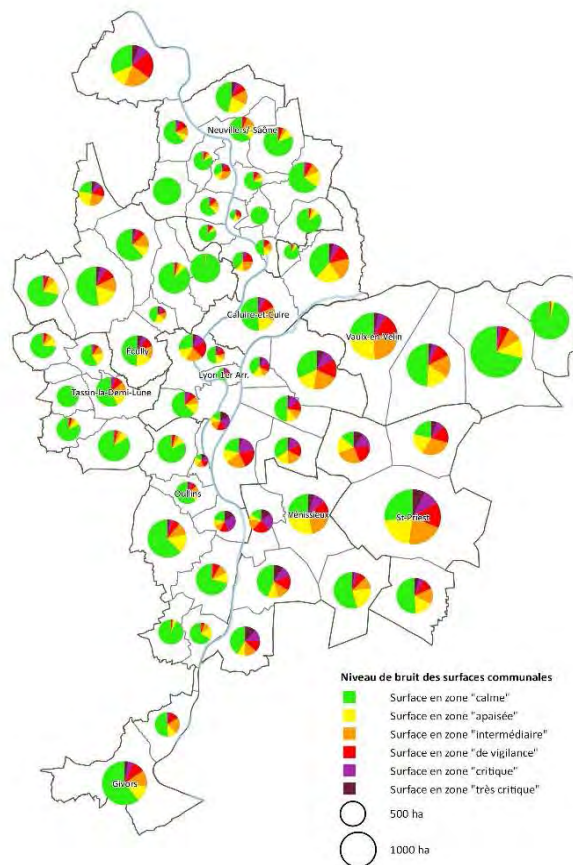 Neuville-s/-Saône
Caluire-et-Cuire
Vaulx-en-Velin
Ecully
Lyon 1er Arr.
Tassin-la-Demi-Lune
Oullins
Vénissieux
St-Priest
Givors
Niveau de bruit des surfaces communales
Surface en zone "calme"
Surface en zone "apaisée"
Surface en zone "intermédiaire"
Surface en zone "de vigilance"
Surface en zone "critique"
Surface en zone "très critique"
500 ha
1000 ha